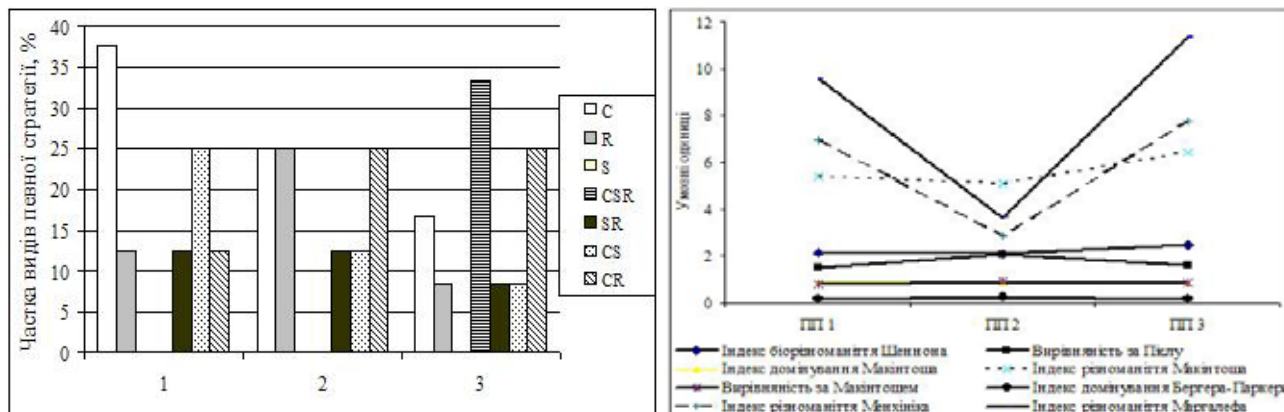 Частка видів певної стратегії, %
40
35
30
25
20
15
10
5
0
1
2
3
C
R
S
CSR
SR
CS
CR
Умовні одиниці
12
10
8
6
4
2
0
ПП 1
ПП 2
ПП 3
Індекс біорізноманіття Шеннона
Вирівняність за Пієлу
Індекс домінування Макінтоша
Індекс різноманіття Макінтоша
Вирівняність за Макінтошем
Індекс домінування Бергера-Паркера
Індекс різноманіття Менхініка
Індекс різноманіття Маргалефа